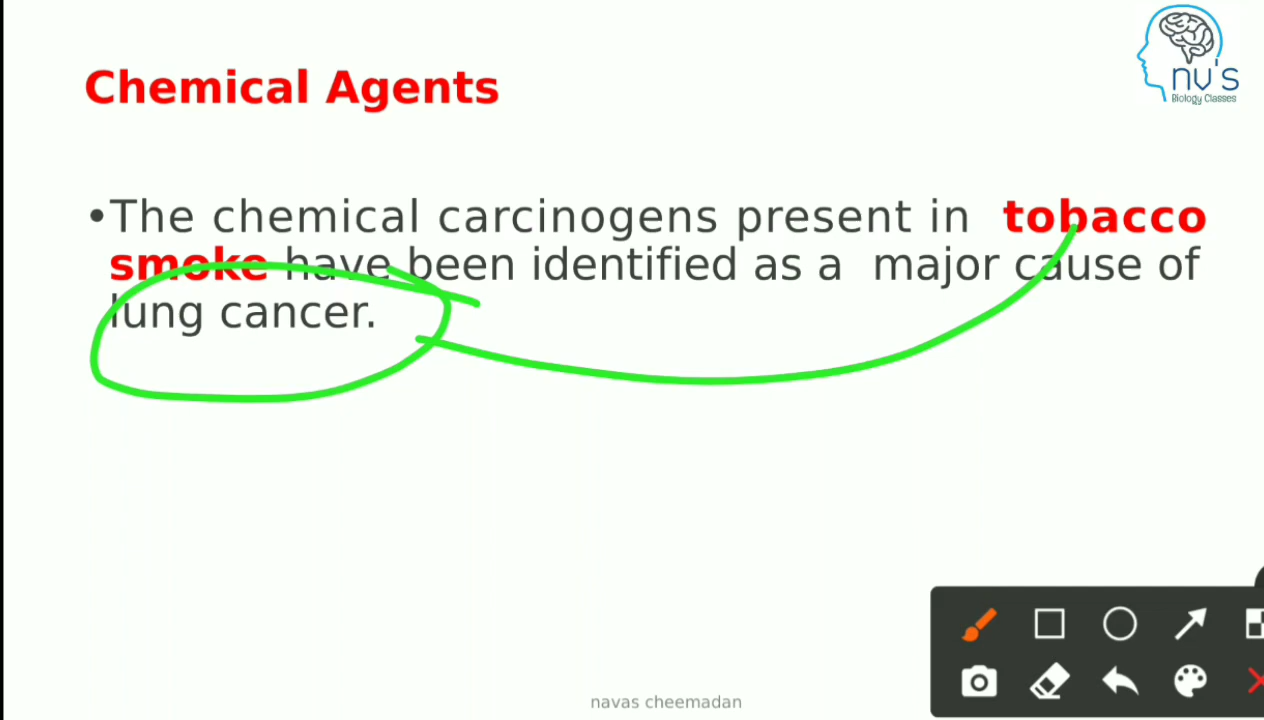 nv's
Biology Classes
Chemical Agents
•The chemical carcinogens present in tobacco
smoke have been identified as a major cause of
lung cancer.
navas cheemadan